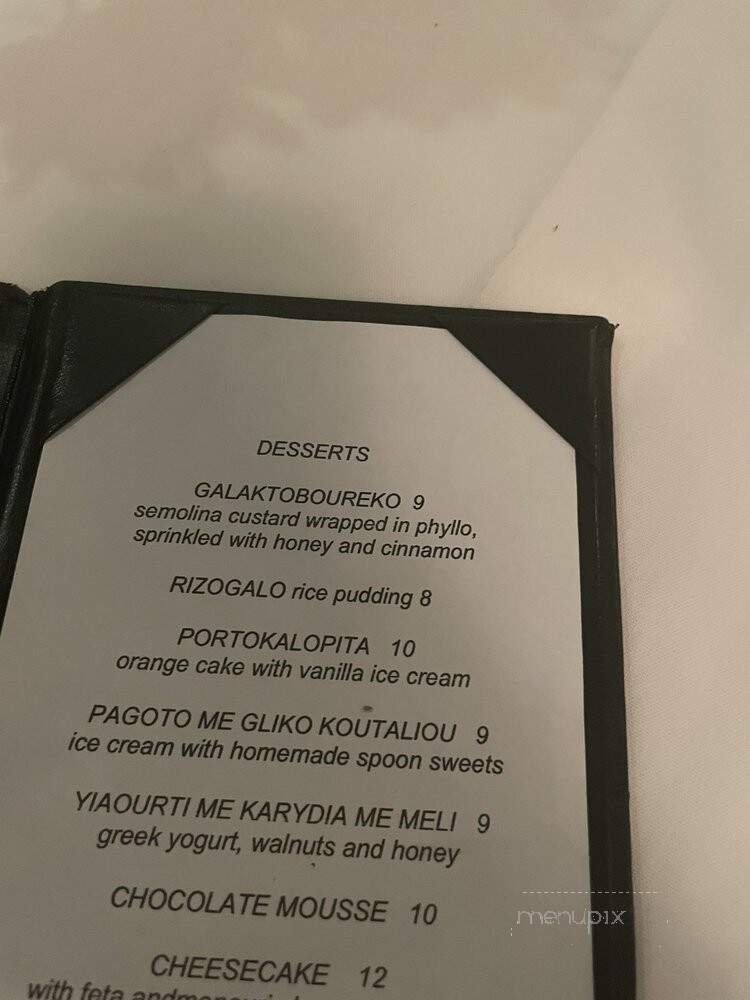 DESSERTS
GALAKTOBOUREKO 9
semolina custard wrapped in phyllo,
sprinkled with honey and cinnamon
RIZOGALO rice pudding 8
PORTOKALOPITA 10
orange cake with vanilla ice cream
PAGOTO ME GLIKO KOUTALIOU 9
ice cream with homemade spoon sweets
YIAOURTI ME KARYDIA ME MELI 9
greek yogurt, walnuts and honey
CHOCOLATE MOUSSE 10
CHEESECAKE 12
with feta
menupix